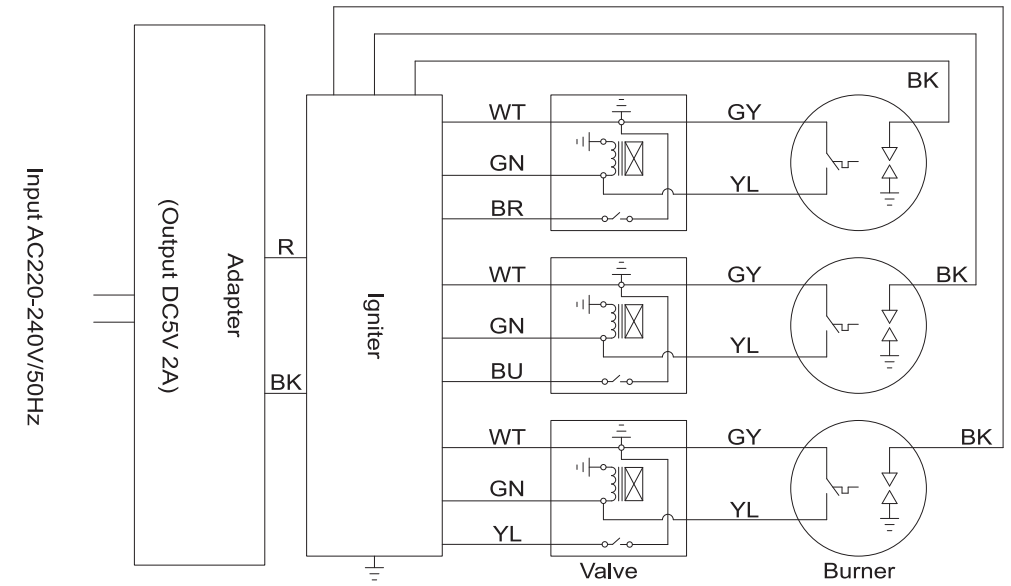 Input AC220-240V/50Hz
Adapter
(Output DC5V 2A)
R
BK
Igniter
WT
GN
BR
GY
YL
BK
WT
GN
BU
GY
YL
BK
WT
GN
YL
GY
YL
BK
Valve
Burner